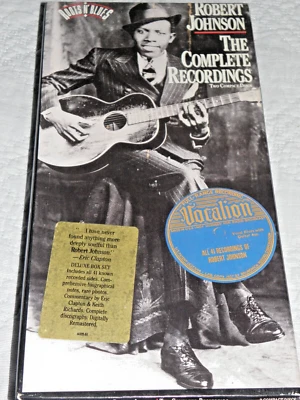 ROOTS N' BLUES
ROBERT
JOHNSON
THE
COMPLETE
RECORDINGS
TWO COMPACT DISCS
Vocalion
ALL 41 RECORDINGS BY
ROBERT JOHNSON
I have never
found anything more
deeply soulful than
Robert Johnson."
—Eric Clapton
DELUXE BOX SET
Includes all 41 known
recorded sides. Com-
prehensive biographical
notes, rare photos.
Commentary by Eric
Clapton & Keith
Richards. Complete
discography. Digitally
Remastered.